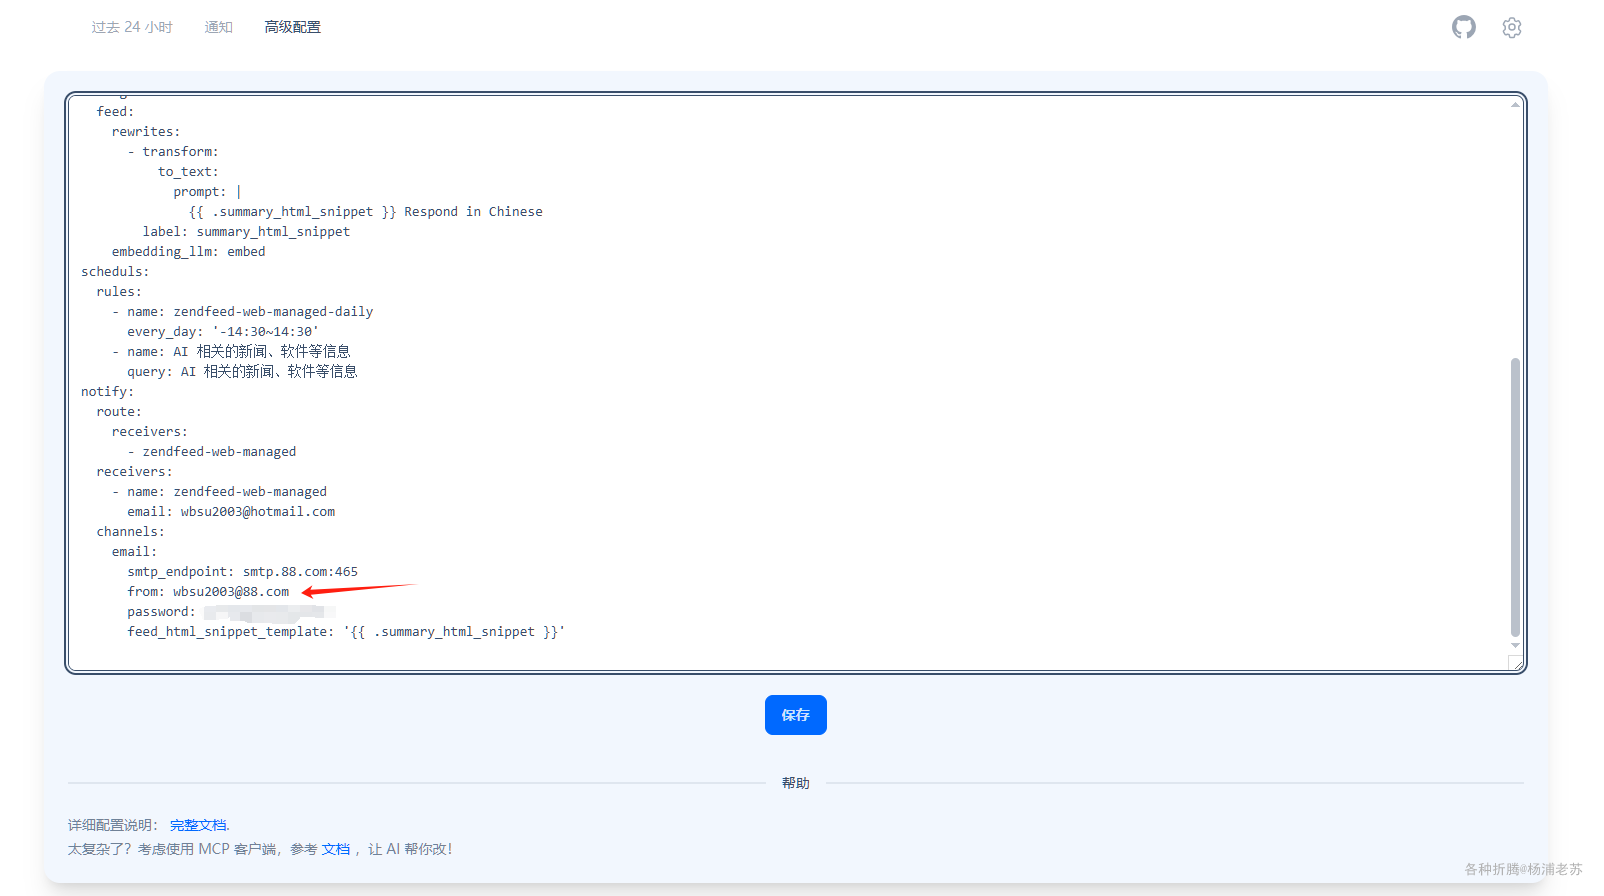 过去 24 小时 通知 高级配置
feed:
rewrites:
- transform:
to_text:
prompt: |
{{ .summary_html_snippet }} Respond in Chinese
label: summary_html_snippet
embedding_llm: embed
scheduls:
rules:
- name: zendfeed-web-managed-daily
every_day: '-14:30~14:30'
- name: AI 相关的新闻、软件等信息
query: AI 相关的新闻、软件等信息
notify:
route:
receivers:
- zendfeed-web-managed
receivers:
- name: zendfeed-web-managed
email: wbsu2003@hotmail.com
channels:
email:
smtp_endpoint: smtp.88.com:465
from: wbsu2003@88.com
password:
feed_html_snippet_template: '{{ .summary_html_snippet }}'
保存
帮助
详细配置说明： 完整文档.
太复杂了？考虑使用 MCP 客户端，参考 文档 ，让 AI 帮你改！
各种折腾@杨浦老苏